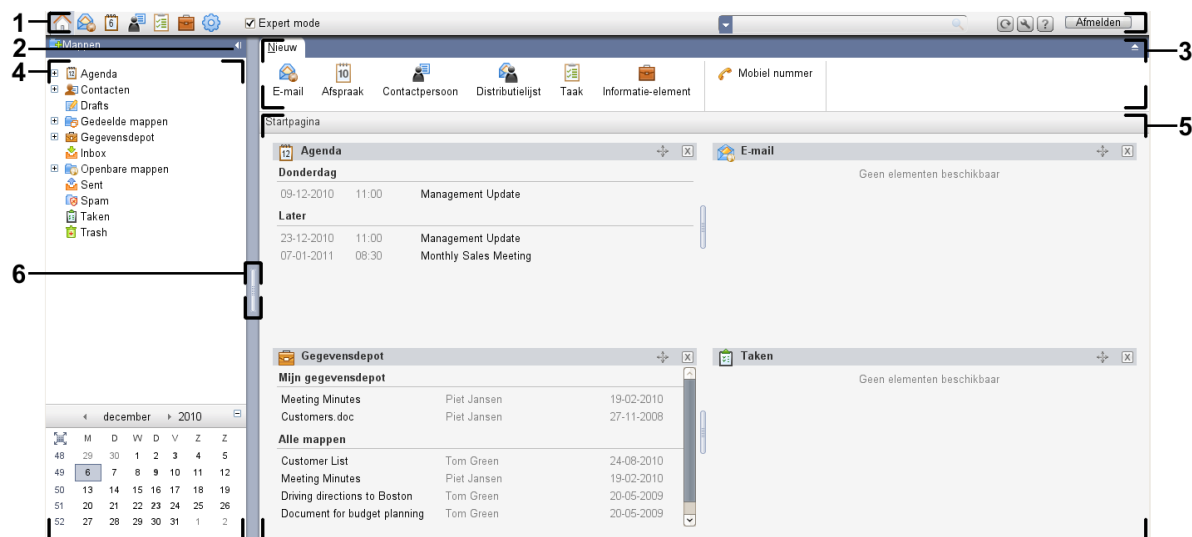 1
6
Expert mode
?
Afmelden
2
Mappen
Nieuw
3
4
12 Agenda
Contacten
Drafts
Gedeelde mappen
Gegevensdepot
Inbox
Openbare mappen
Sent
Spam
Taken
Trash
10
E-mail
Afspraak
Contactpersoon
Distributielijst
Taak
Informatie-element
Mobiel nummer
Startpagina
5
12 Agenda
Donderdag
09-12-2010 11:00 Management Update
Later
23-12-2010 11:00 Management Update
07-01-2011 08:30 Monthly Sales Meeting
E-mail
Geen elementen beschikbaar
6
Gegevensdepot
Mijn gegevensdepot
Meeting Minutes Piet Jansen 19-02-2010
Customers.doc Piet Jansen 27-11-2008
Alle mappen
Customer List Tom Green 24-08-2010
Meeting Minutes Piet Jansen 19-02-2010
Driving directions to Boston Tom Green 20-05-2009
Document for budget planning Tom Green 20-05-2009
Taken
Geen elementen beschikbaar
december 2010
M D W D V Z Z
48 29 30 1 2 3 4 5
49 6 7 8 9 10 11 12
50 13 14 15 16 17 18 19
51 20 21 22 23 24 25 26
52 27 28 29 30 31 1 2